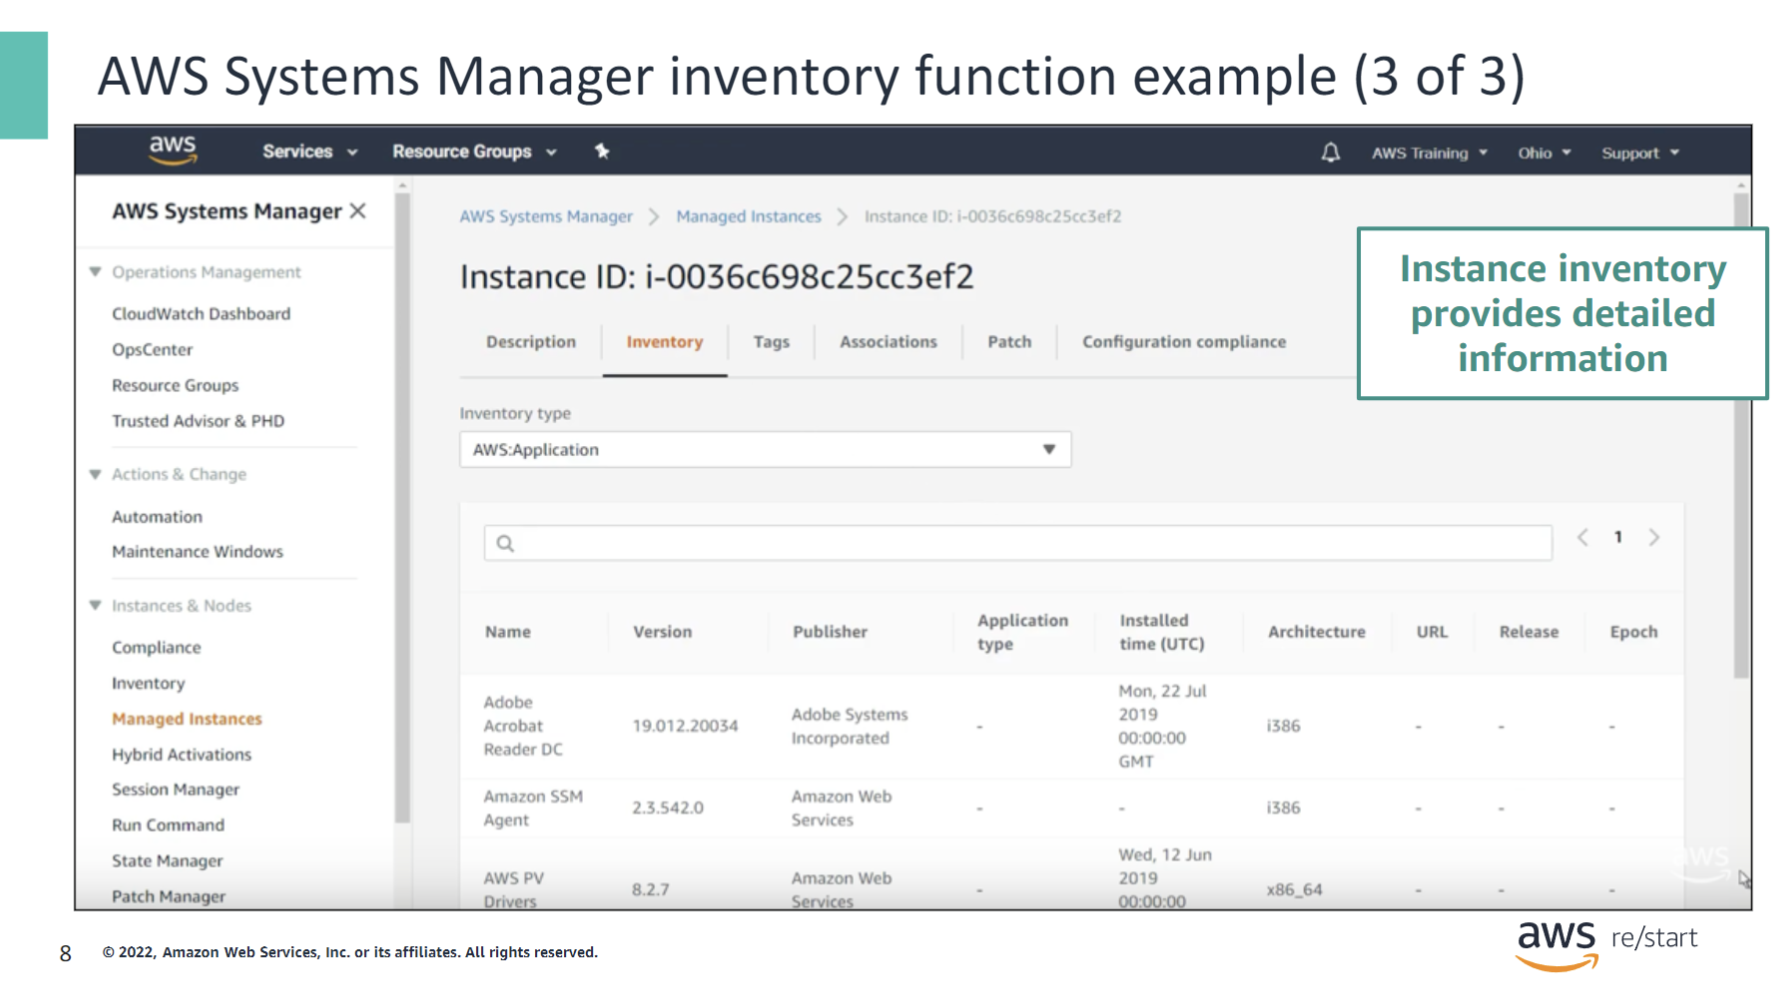 AWS Systems Manager inventory function example (3 of 3)
aws
Services
Resource Groups
AWS Training
Ohio
Support
AWS Systems Manager
Operations Management
CloudWatch Dashboard
OpsCenter
Resource Groups
Trusted Advisor & PHD
Actions & Change
Automation
Maintenance Windows
Instances & Nodes
Compliance
Inventory
Managed Instances
Hybrid Activations
Session Manager
Run Command
State Manager
Patch Manager
AWS Systems Manager > Managed Instances > Instance ID: i-0036c698c25cc3ef2
Instance ID: i-0036c698c25cc3ef2
Instance inventory
provides detailed
information
Description Inventory Tags Associations Patch Configuration compliance
Inventory type
AWS:Application
1
Name Version Publisher Application type Installed time (UTC) Architecture URL Release Epoch
Adobe Acrobat Reader DC 19.012.20034 Adobe Systems Incorporated - Mon, 22 Jul 2019 00:00:00 GMT i386 - - -
Amazon SSM Agent 2.3.542.0 Amazon Web Services - - i386 - - -
AWS PV Drivers 8.2.7 Amazon Web Services - Wed, 12 Jun 2019 00:00:00 x86_64 - - -
aws
8
© 2022, Amazon Web Services, Inc. or its affiliates. All rights reserved.
aws re/start